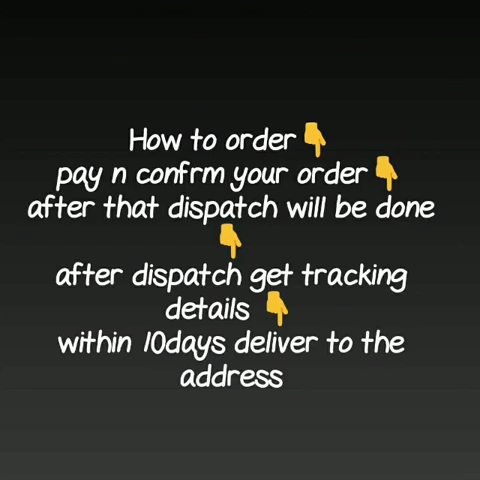 How to order👇
pay n confrm your order👇
after that dispatch will be done
👇
after dispatch get tracking
details 👇
within 10days deliver to the
address